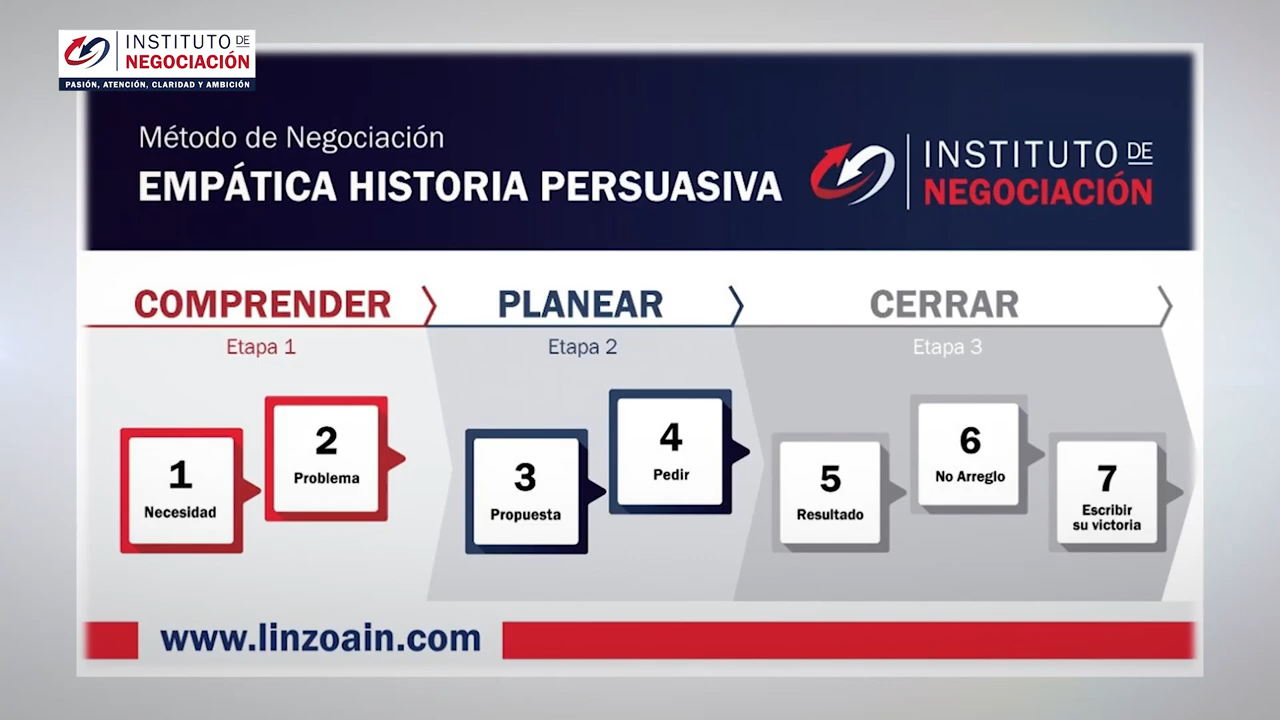 INSTITUTO DE
NEGOCIACIÓN
PASIÓN, ATENCIÓN, CLARIDAD Y AMBICIÓN
Método de Negociación
EMPÁTICA HISTORIA PERSUASIVA
INSTITUTO DE
NEGOCIACIÓN
COMPRENDER
PLANEAR
CERRAR
Etapa 1
Etapa 2
Etapa 3
1
Necesidad
2
Problema
3
Propuesta
4
Pedir
5
Resultado
6
No Arreglo
7
Escribir
su victoria
www.linzoain.com